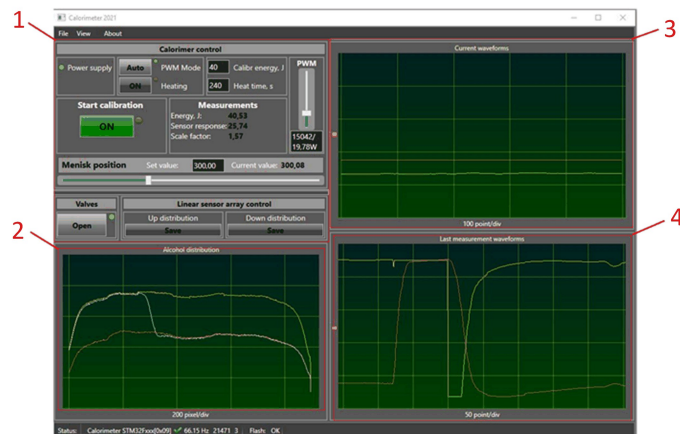 1
Calorimeter 2021
3
File View About
Calorimer control
Current waveforms
Power supply
Auto
PWM Mode
40
Calibr energy, J
PWM
ON
Heating
240
Heat time, s
Start calibration
ON
Measurements
Energy, J: 40,53
Sensor response: 25,74
Scale factor: 1,57
15042/
19,78W
Menisk position
Set value: 300,00
Current value: 300,08
100 point/div
Valves
Open
Linear sensor array control
Up distribution
Down distribution
Save
Save
2
4
Alcohol distribution
Last measurement waveforms
200 pixel/div
50 point/div
Status: Calorimeter STM32Fxxx[0x09] 66.15 Hz 21471 3 Flash: OK